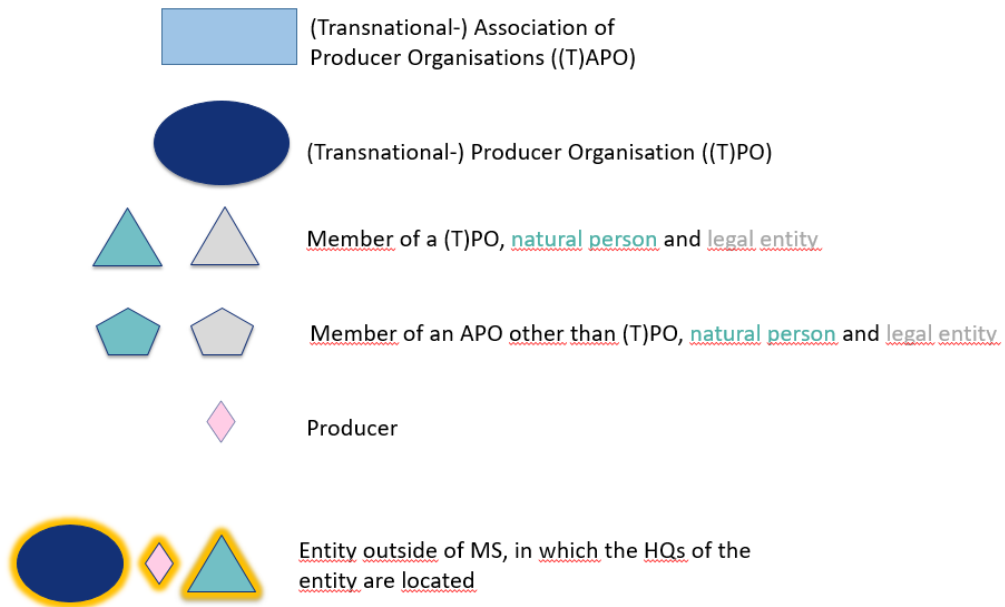 (Transnational-) Association of
Producer Organisations ((T)APO)
(Transnational-) Producer Organisation ((T)PO)
Member of a (T)PO, natural person and legal entity
Member of an APO other than (T)PO, natural person and legal entity
Producer
Entity outside of MS, in which the HQs of the
entity are located